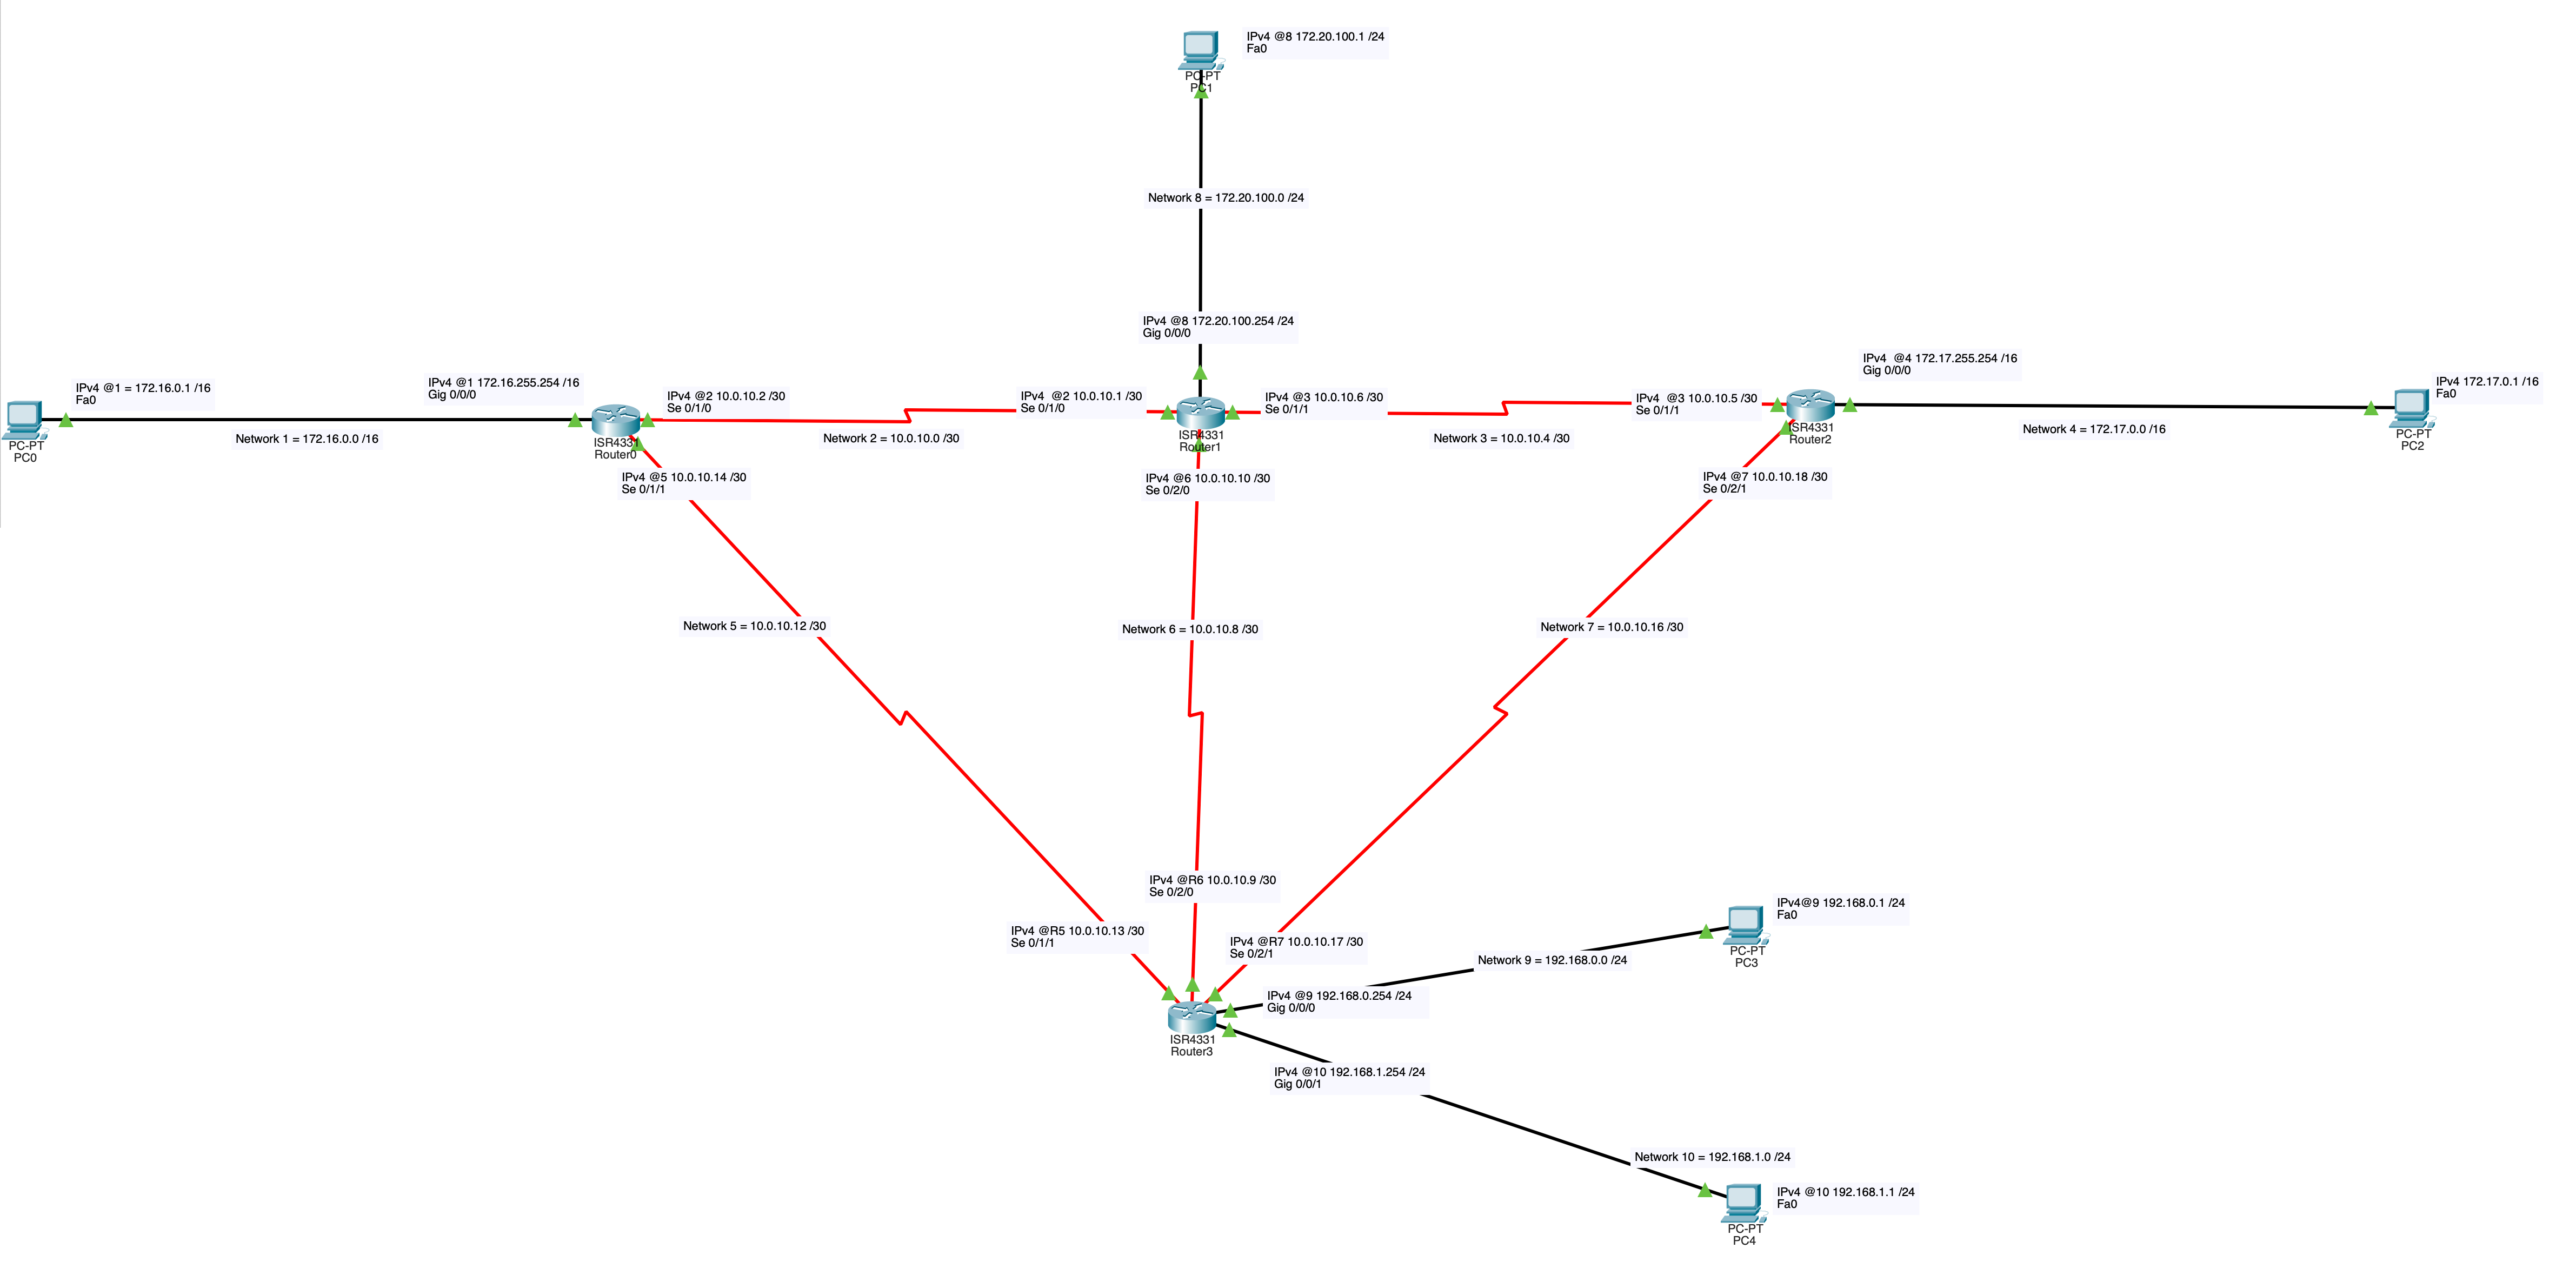 IPv4 @8 172.20.100.1 /24
Fa0
PC-PT
PC1
Network 8 = 172.20.100.0 /24
IPv4 @8 172.20.100.254 /24
Gig 0/0/0
IPv4 @4 172.17.255.254 /16
Gig 0/0/0
IPv4 @1 = 172.16.0.1 /16
Fa0
IPv4 @1 172.16.255.254 /16
Gig 0/0/0
IPv4 @2 10.0.10.2 /30
Se 0/1/0
IPv4 @2 10.0.10.1 /30
Se 0/1/0
IPv4 @3 10.0.10.6 /30
Se 0/1/1
IPv4 @3 10.0.10.5 /30
Se 0/1/1
IPv4 172.17.0.1 /16
Fa0
PC-PT
PC0
Network 1 = 172.16.0.0 /16
ISR4331
Router0
Network 2 = 10.0.10.0 /30
ISR4331
Router1
Network 3 = 10.0.10.4 /30
ISR4331
Router2
Network 4 = 172.17.0.0 /16
PC-PT
PC2
IPv4 @5 10.0.10.14 /30
Se 0/1/1
IPv4 @6 10.0.10.10 /30
Se 0/2/0
IPv4 @7 10.0.10.18 /30
Se 0/2/1
Network 5 = 10.0.10.12 /30
Network 6 = 10.0.10.8 /30
Network 7 = 10.0.10.16 /30
IPv4 @R6 10.0.10.9 /30
Se 0/2/0
IPv4 @R5 10.0.10.13 /30
Se 0/1/1
IPv4 @R7 10.0.10.17 /30
Se 0/2/1
IPv4@9 192.168.0.1 /24
Fa0
PC-PT
PC3
Network 9 = 192.168.0.0 /24
IPv4 @9 192.168.0.254 /24
Gig 0/0/0
ISR4331
Router3
IPv4 @10 192.168.1.254 /24
Gig 0/0/1
Network 10 = 192.168.1.0 /24
IPv4 @10 192.168.1.1 /24
Fa0
PC-PT
PC4